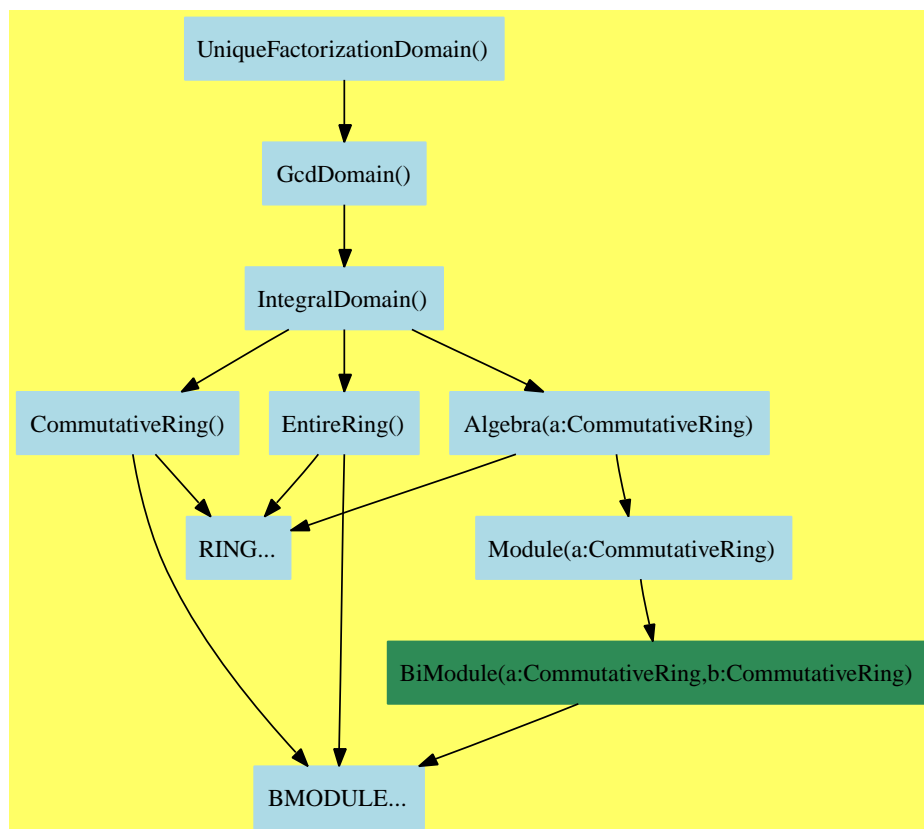 UniqueFactorizationDomain()
GcdDomain()
IntegralDomain()
CommutativeRing()
EntireRing()
Algebra(a:CommutativeRing)
RING...
Module(a:CommutativeRing)
BiModule(a:CommutativeRing,b:CommutativeRing)
BMODULE...